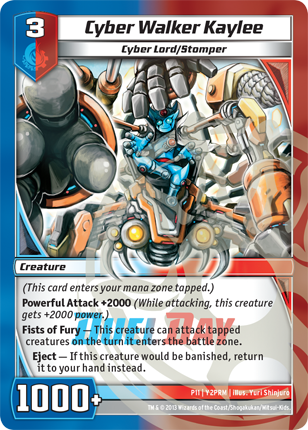 3
Cyber Walker Kaylee
Cyber Lord/Stomper
Creature
(This card enters your mana zone tapped.)
Powerful Attack +2000 (While attacking, this creature
gets +2000 power.)
Fists of Fury — This creature can attack tapped
creatures on the turn it enters the battle zone.
Eject — If this creature would be banished, return
it to your hand instead.
DUEL DAY
1000+
P11 | Y2PRM | Illus. Yuri Shinjuro
TM & © 2013 Wizards of the Coast/Shogakukan/Mitsui-Kids.